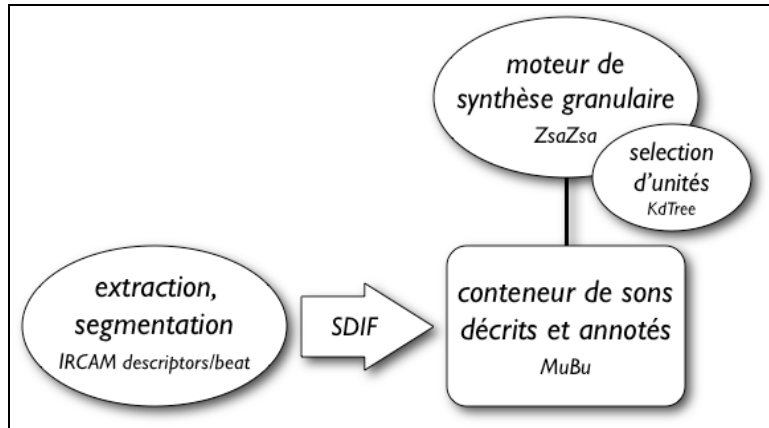 moteur de
synthèse granulaire
ZsaZsa
selection
d'unités
KdTree
extraction,
segmentation
IRCAM descriptors/beat
SDIF
conteneur de sons
décrits et annotés
MuBu